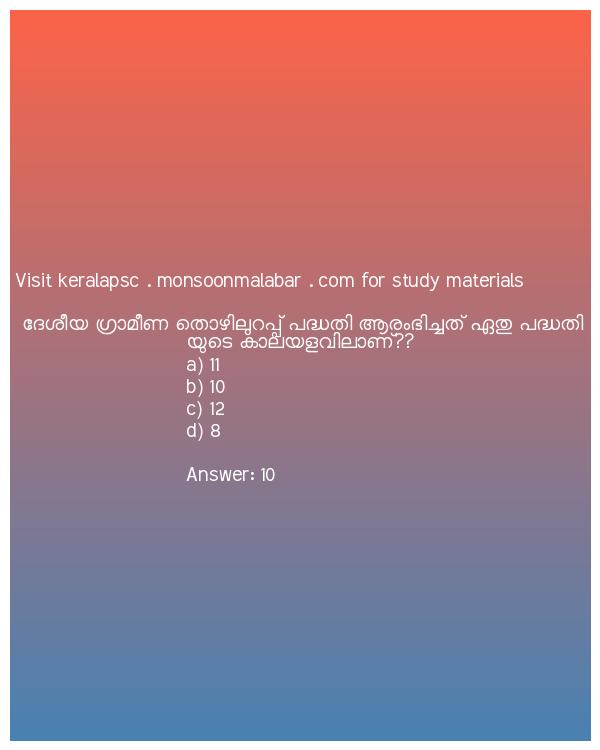 Visit keralapsc . monsoonmalabar . com for study materials
ദേശീയ ഗ്രാമീണ തൊഴിലുറപ്പ് പദ്ധതി ആരംഭിച്ചത് ഏതു പദ്ധതി
യുടെ കാലയളവിലാണ്??
a) 11
b) 10
c) 12
d) 8
Answer: 10